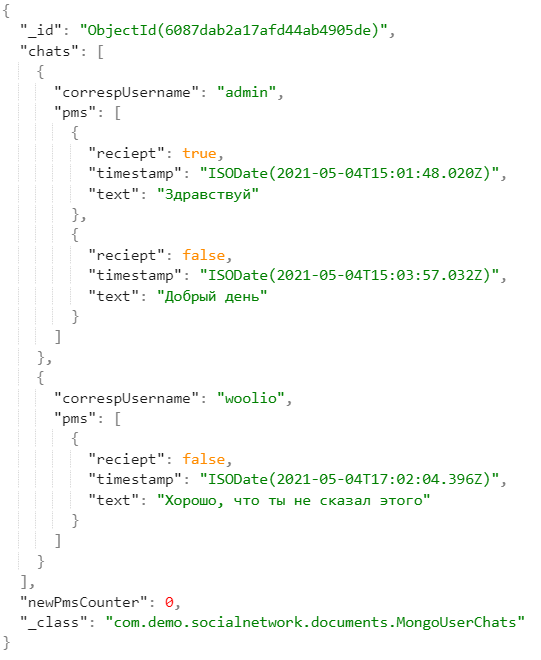 {
"_id": "ObjectId(6087dab2a17afd44ab4905de)",
"chats": [
{
"correspUsername": "admin",
"pms": [
{
"reciept": true,
"timestamp": "ISODate(2021-05-04T15:01:48.020Z)",
"text": "Здравствуй"
},
{
"reciept": false,
"timestamp": "ISODate(2021-05-04T15:03:57.032Z)",
"text": "Добрый день"
}
]
},
{
"correspUsername": "woolio",
"pms": [
{
"reciept": false,
"timestamp": "ISODate(2021-05-04T17:02:04.396Z)",
"text": "Хорошо, что ты не сказал этого"
}
]
}
],
"newPmsCounter": 0,
"_class": "com.demo.socialnetwork.documents.MongoUserChats"
}